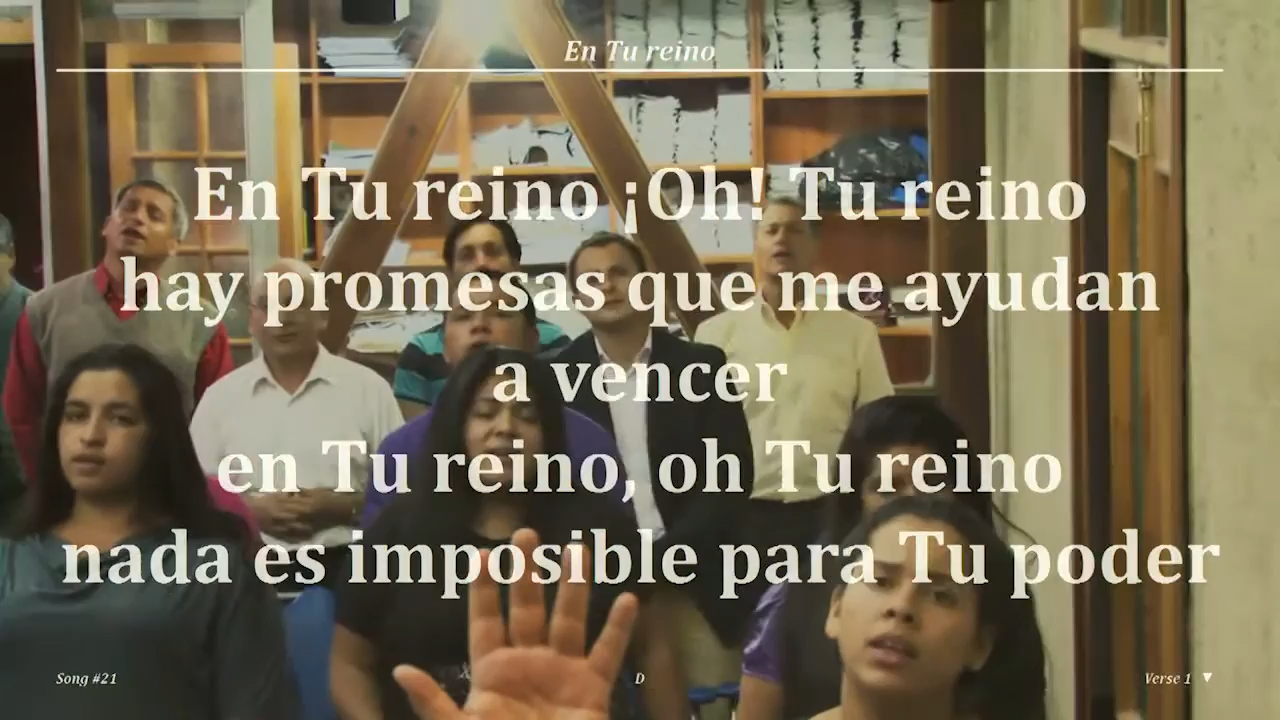 En Tu reino
En Tu reino ¡Oh! Tu reino
hay promesas que me ayudan
a vencer
en Tu reino, oh Tu reino
nada es imposible para Tu poder
Song #21
D
Verse 1 ▼